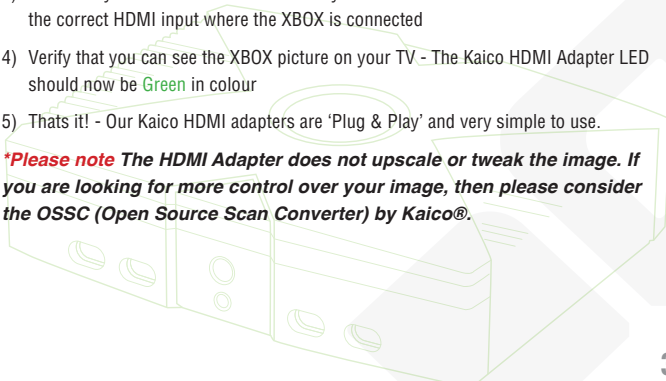 the correct HDMI input where the XBOX is connected
4) Verify that you can see the XBOX picture on your TV - The Kaico HDMI Adapter LED
should now be Green in colour
5) Thats it! - Our Kaico HDMI adapters are ‘Plug & Play’ and very simple to use.
*Please note The HDMI Adapter does not upscale or tweak the image. If
you are looking for more control over your image, then please consider
the OSSC (Open Source Scan Converter) by Kaico®.